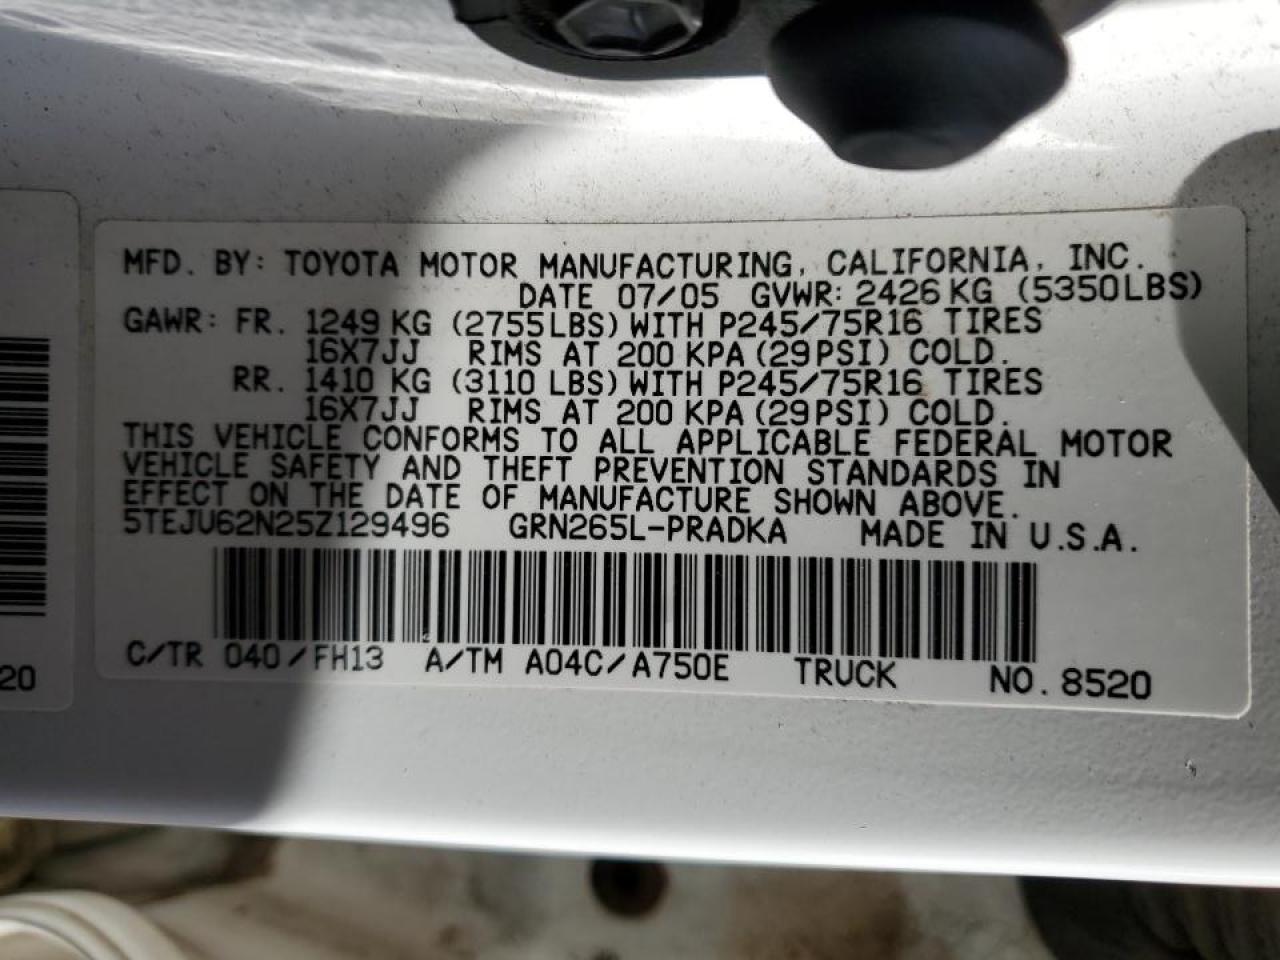 MFD. BY: TOYOTA MOTOR MANUFACTURING, CALIFORNIA, INC.
DATE 07/05 GVWR: 2426 KG (5350LBS)
GAWR: FR. 1249 KG (2755LBS) WITH P245/75R16 TIRES
16X7JJ RIMS AT 200 KPA (29PSI) COLD.
RR. 1410 KG (3110 LBS) WITH P245/75R16 TIRES
16X7JJ RIMS AT 200 KPA (29PSI) COLD.
THIS VEHICLE CONFORMS TO ALL APPLICABLE FEDERAL MOTOR
VEHICLE SAFETY AND THEFT PREVENTION STANDARDS IN
EFFECT ON THE DATE OF MANUFACTURE SHOWN ABOVE.
5TEJU62N25Z129496 GRN265L-PRADKA MADE IN U.S.A.
C/TR 040/FH13 A/TM A04C/A750E TRUCK NO. 8520
20